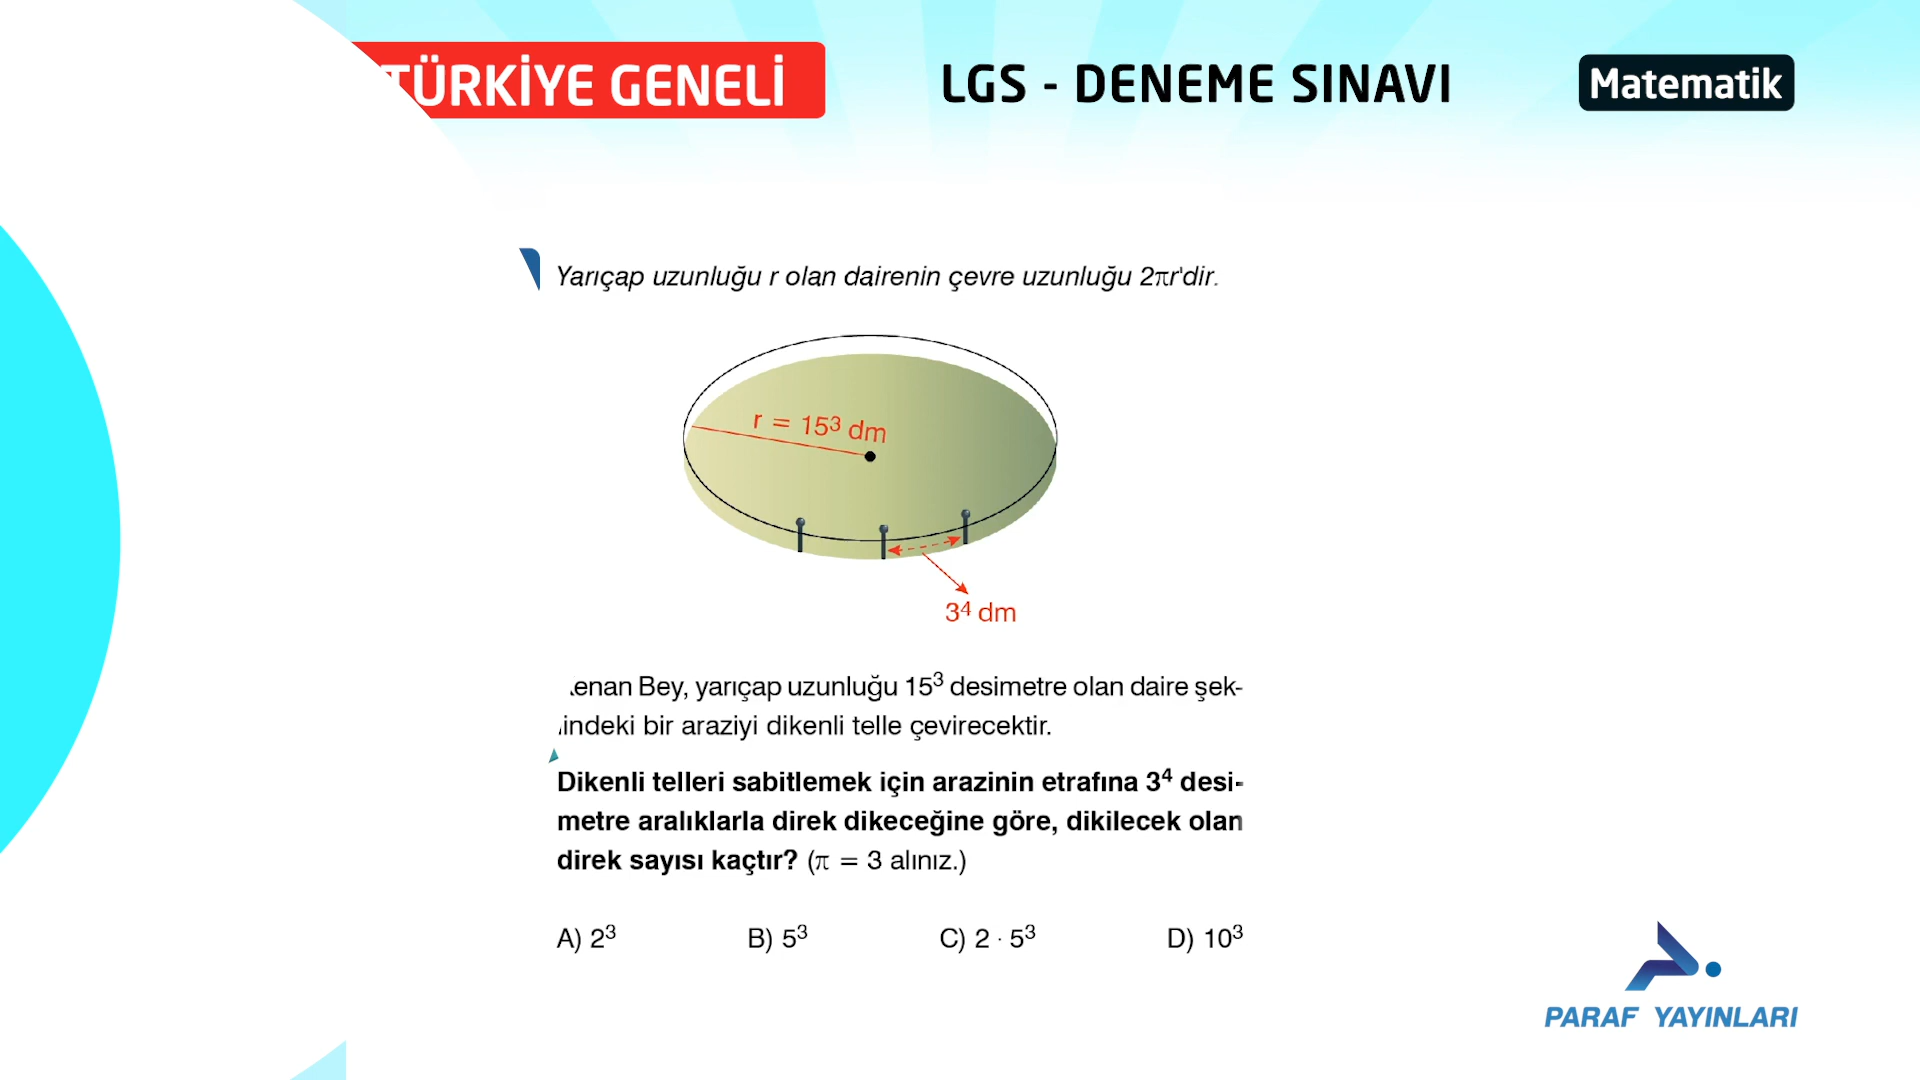 TÜRKİYE GENELİ
LGS - DENEME SINAVI
Matematik
Yarıçap uzunluğu r olan dairenin çevre uzunluğu 2πr'dir.
r = 15³ dm
3⁴ dm
enan Bey, yarıçap uzunluğu 15³ desimetre olan daire şek-
indeki bir araziyi dikenli telle çevirecektir.
Dikenli telleri sabitlemek için arazinin etrafına 3⁴ desi-
metre aralıklarla direk dikeceğine göre, dikilecek olan
direk sayısı kaçtır? (π = 3 alınız.)
A) 2³ B) 5³ C) 2 · 5³ D) 10³
PARAF YAYINLARI